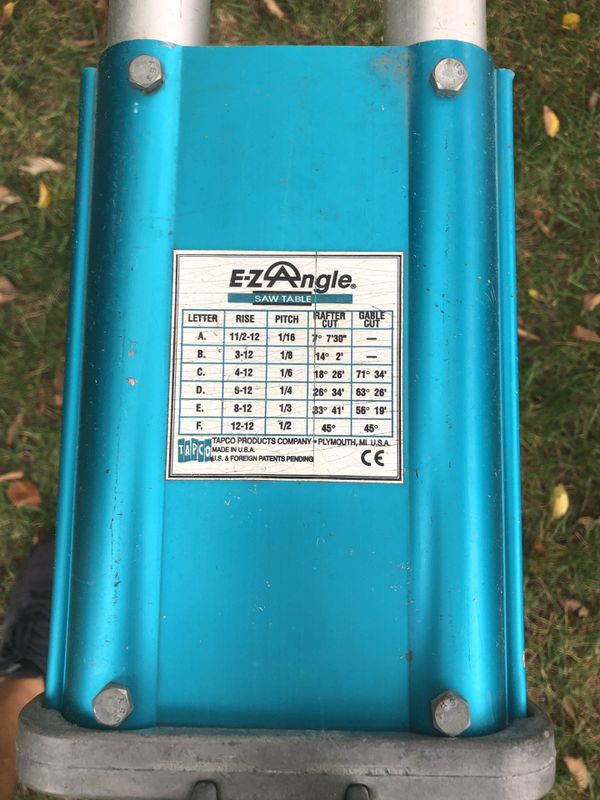 E-Z Angle®
SAW TABLE
LETTER RISE PITCH RAFTER CUT GABLE CUT
A. 11/2-12 1/16 7° 7'30" —
B. 3-12 1/8 14° 2' —
C. 4-12 1/6 18° 26' 71° 34'
D. 6-12 1/4 26° 34' 63° 26'
E. 8-12 1/3 33° 41' 56° 19'
F. 12-12 1/2 45° 45°
TAPCO TAPCO PRODUCTS COMPANY • PLYMOUTH, MI. U.S.A.
MADE IN U.S.A.
U.S. & FOREIGN PATENTS PENDING CE